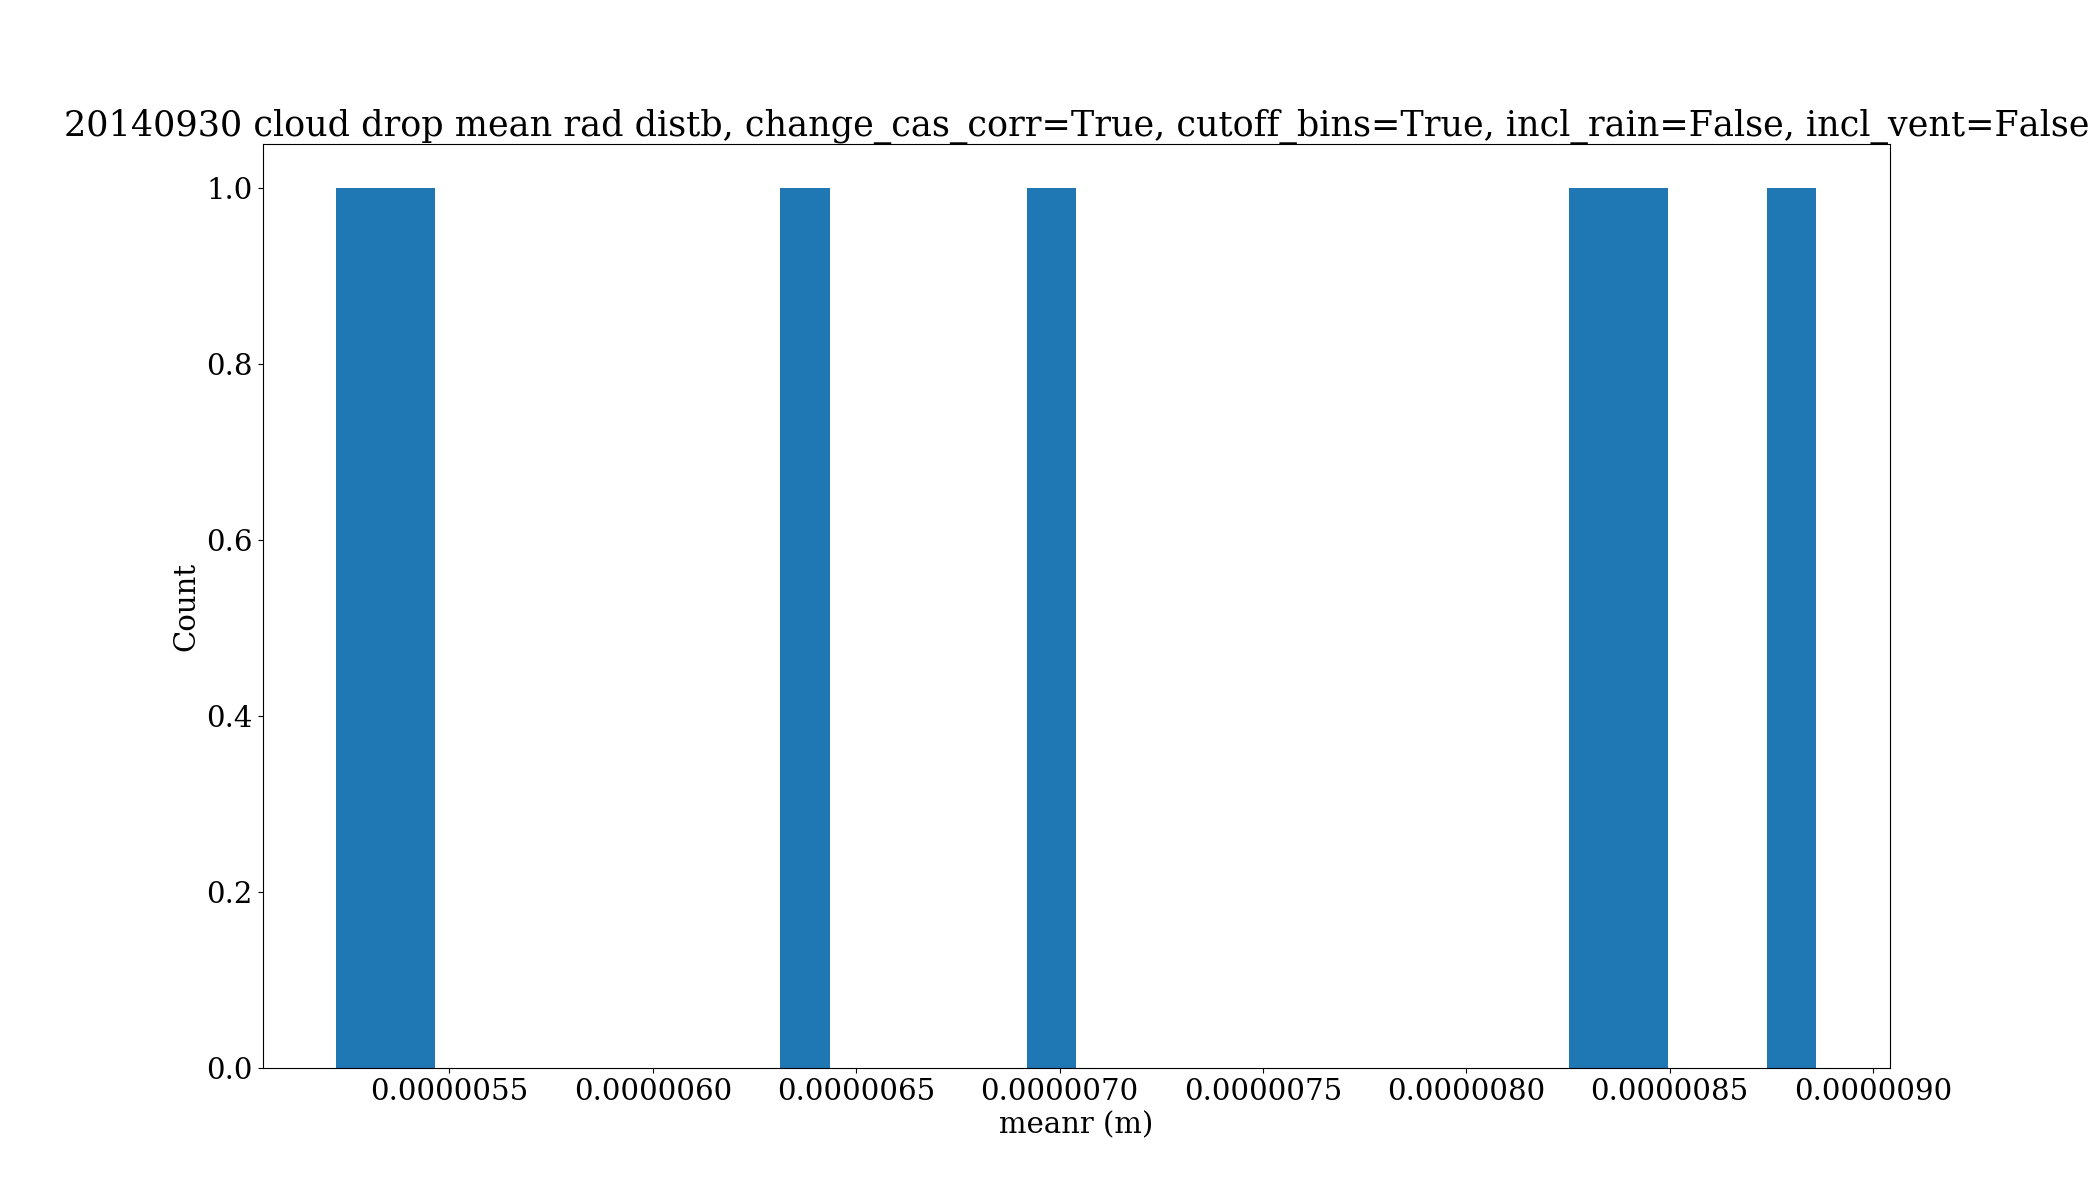 20140930 cloud drop mean rad distb, change_cas_corr=True, cutoff_bins=True, incl_rain=False, incl_vent=False
1.0
0.8
0.6
0.4
0.2
0.0
Count
0.0000055 0.0000060 0.0000065 0.0000070 0.0000075 0.0000080 0.0000085 0.0000090
meanr (m)